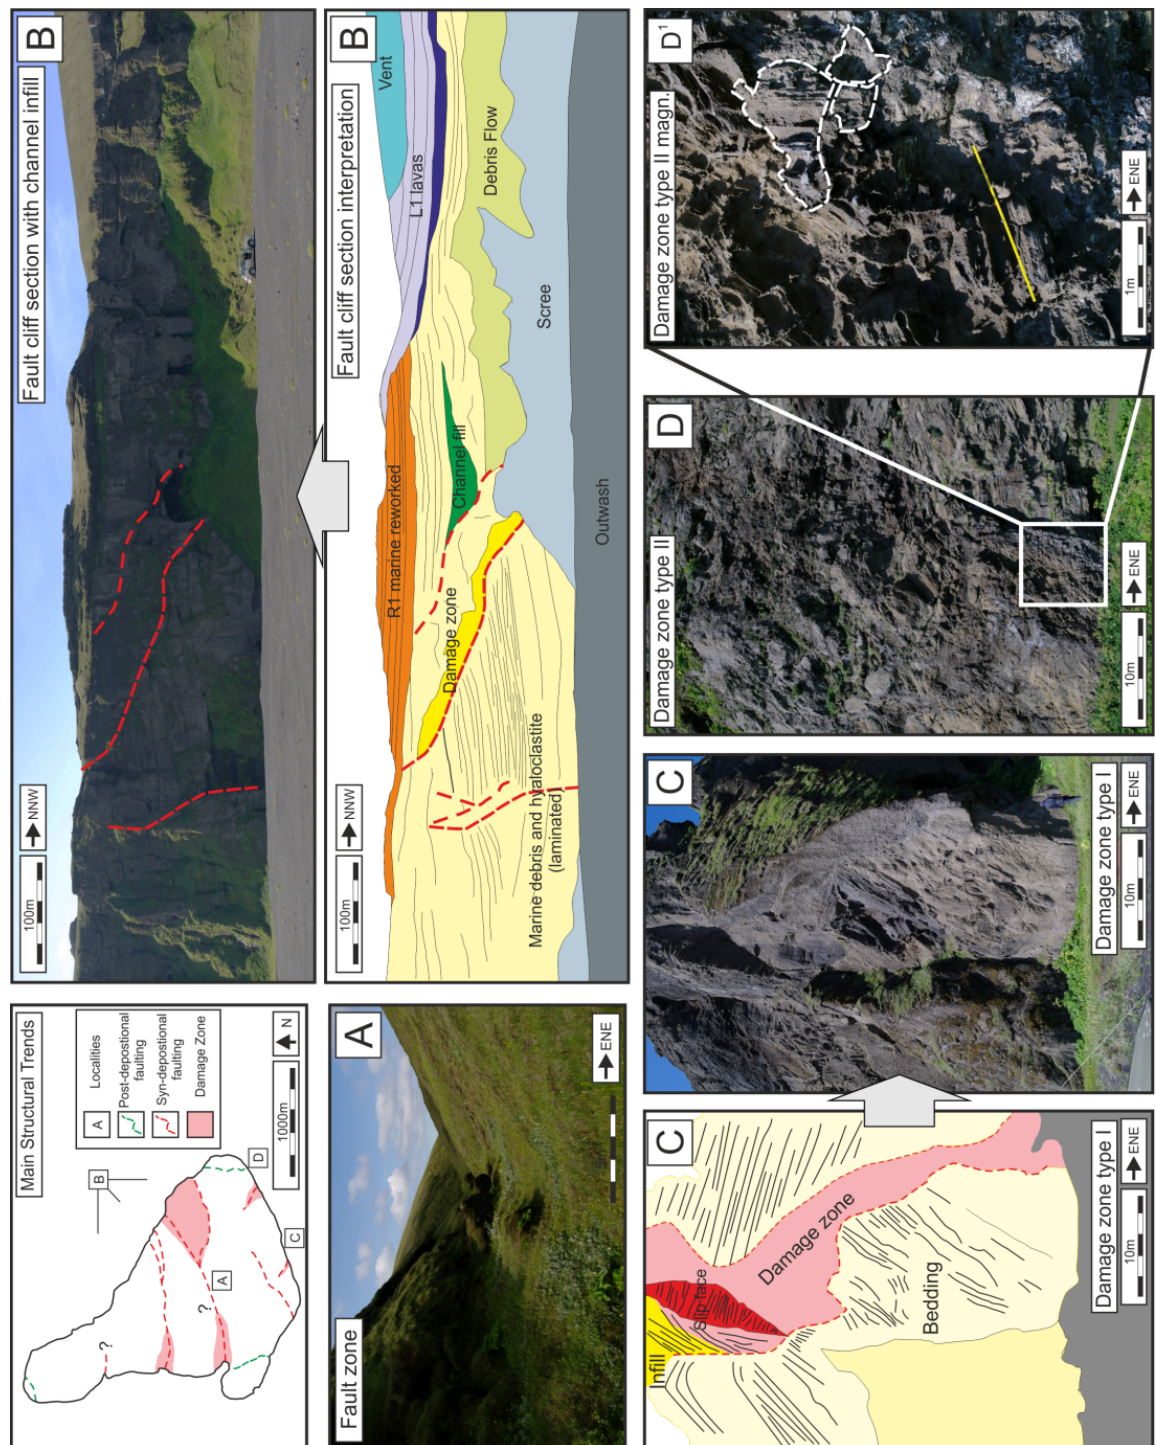 Main Structural Trends
A
Localities
Post-depostional
faulting
Syn-depostional
faulting
Damage Zone
N
1000m
?
?
A
B
C
D
Fault section with channel infill
B
100m
NNW
Fault zone
A
ENE
Fault cliff section interpretation
B
100m
NNW
Vent
L1 lavas
R1 marine reworked
Debris Flow
Channel fill
Damage zone
Scree
Marine debris and hyaloclastite
(laminated)
Outwash
C
Infill
Slip face
Damage zone
Bedding
Damage zone type I
10m
ENE
C
Damage zone type I
10m
ENE
Damage zone type II
D
10m
ENE
Damage zone type II magn.
D¹
1m
ENE